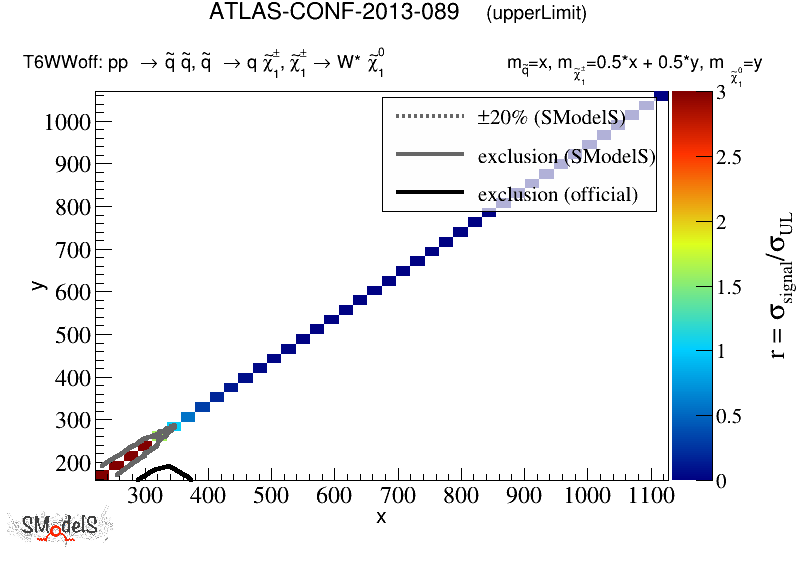 ATLAS-CONF-2013-089 (upperLimit)
T6WWoff: pp → q̃ q̃, q̃ → q χ̃₁±, χ̃₁± → W* χ̃₁⁰ m_q̃=x, m_χ̃₁±=0.5*x + 0.5*y, m_χ̃₁⁰=y
±20% (SModelS)
exclusion (SModelS)
exclusion (official)
1000
900
800
700
600
500
400
300
200
y
300 400 500 600 700 800 900 1000 1100
x
3
2.5
2
1.5
1
0.5
0
r = σ_signal/σ_UL
SModelS